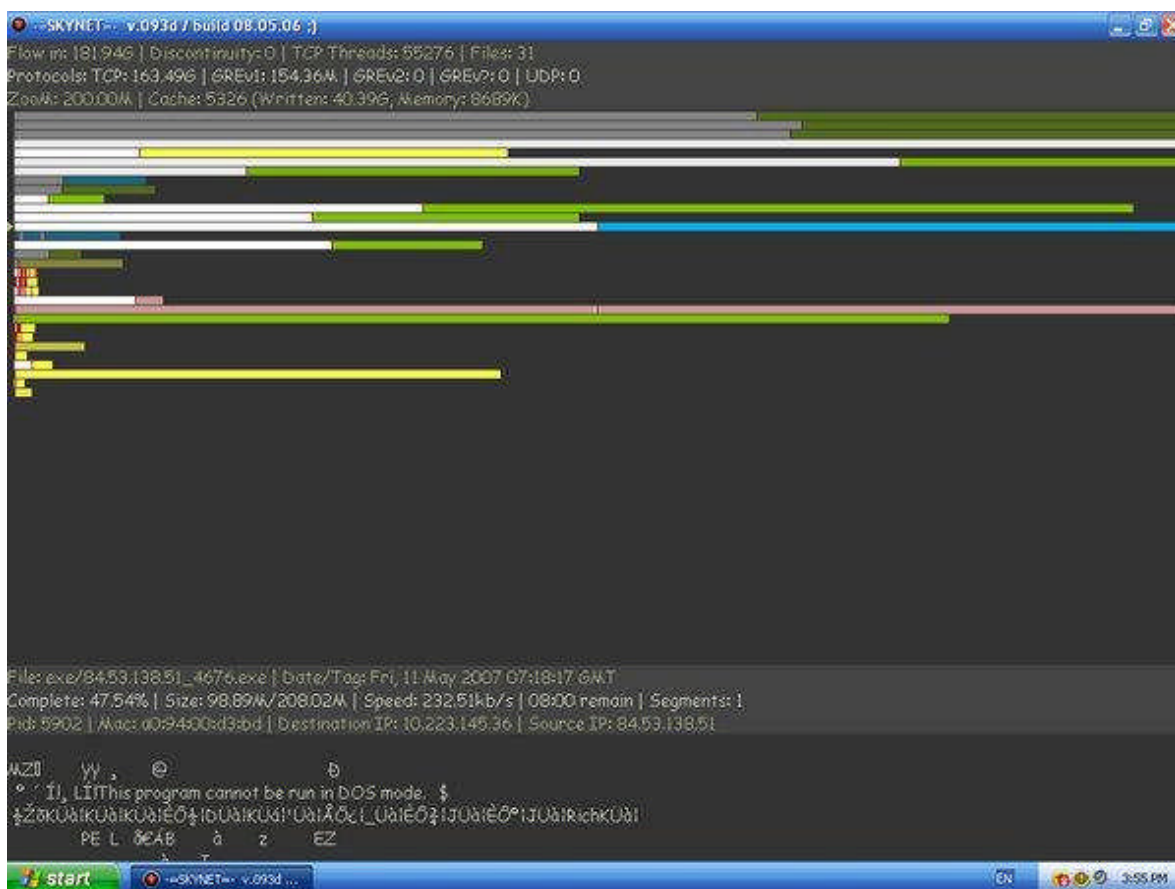 -=SKYNET=- v.093d / build 08.05.06 ;)
Flow in: 181.94G | Discontinuity: 0 | TCP Threads: 55276 | Files: 31
Protocols: TCP: 163.49G | GREv1: 154.36M | GREv2: 0 | GREv?: 0 | UDP: 0
ZooM: 200.00M | Cache: 5326 (Written: 40.39G, Memory: 8689K)
File: exe/84.53.138.51_4676.exe | Date/Tag: Fri, 11 May 2007 07:18:17 GMT
Complete: 47.54% | Size: 98.89M/208.02M | Speed: 232.51kb/s | 08:00 remain | Segments: 1
Pid: 5902 | Mac: a0:94:00:d3:bd | Destination IP: 10.223.145.36 | Source IP: 84.53.138.51
MZ ÿÿ ¸ @ Ð
º ´ Í!¸ LÍ!This program cannot be run in DOS mode. $
PE L à z EZ
start
-=SKYNET=- v.093d ...
EN
3:55 PM